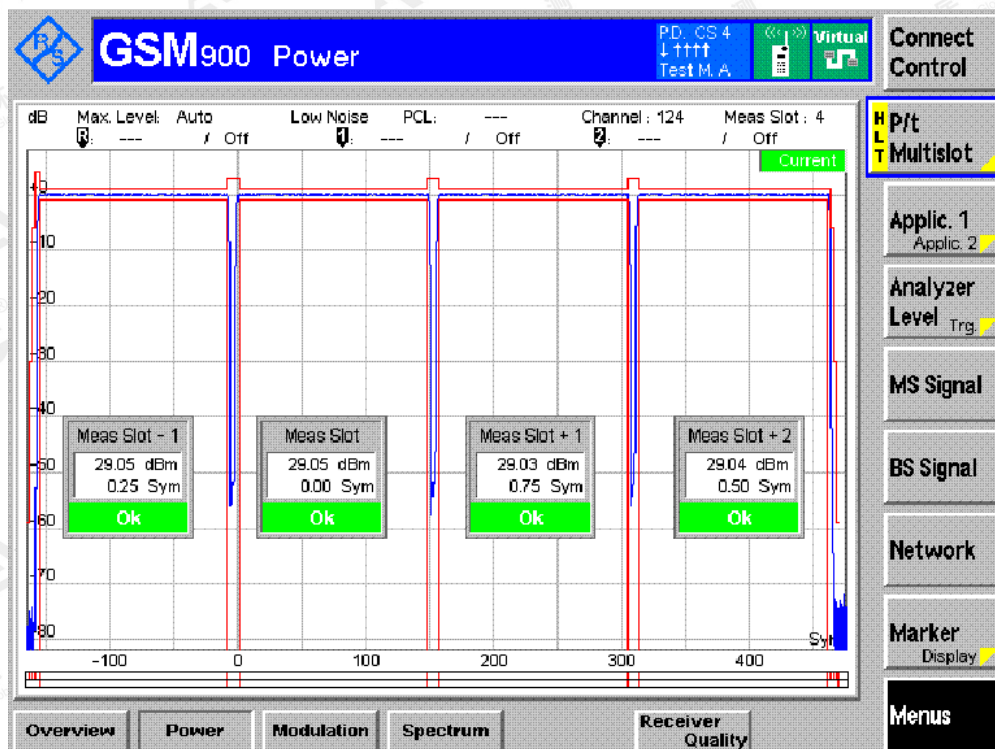 R S
GSM900 Power
P.D. CS 4
↓↑↑↑↑
Test M. A
Virtual
Connect Control
dB Max. Level: Auto Low Noise PCL: --- Channel : 124 Meas Slot : 4
R: --- / Off 1: --- / Off 2: --- / Off
Current
HLT
P/t
Multislot
Applic. 1
Applic. 2
Analyzer
Level Trg.
MS Signal
BS Signal
Network
Marker
Display
Menus
+0
-10
-20
-30
-40
-50
-60
-70
-80
Meas Slot - 1
29.05 dBm
0.25 Sym
Ok
Meas Slot
29.05 dBm
0.00 Sym
Ok
Meas Slot + 1
29.03 dBm
0.75 Sym
Ok
Meas Slot + 2
29.04 dBm
0.50 Sym
Ok
-100 0 100 200 300 400
Overview Power Modulation Spectrum Receiver Quality